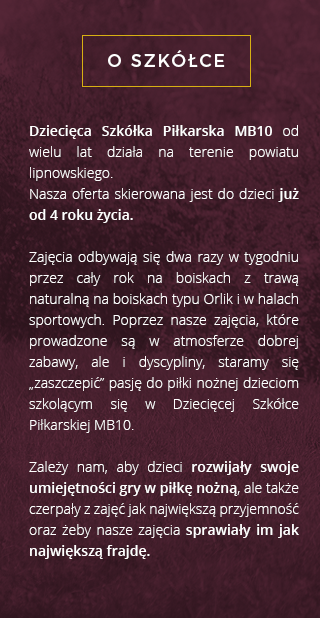 O SZKÓŁCE
Dziecięca Szkółka Piłkarska MB10 od
wielu lat działa na terenie powiatu
lipnowskiego.
Nasza oferta skierowana jest do dzieci już
od 4 roku życia.
Zajęcia odbywają się dwa razy w tygodniu
przez cały rok na boiskach z trawą
naturalną na boiskach typu Orlik i w halach
sportowych. Poprzez nasze zajęcia, które
prowadzone są w atmosferze dobrej
zabawy, ale i dyscypliny, staramy się
„zaszczepić” pasję do piłki nożnej dzieciom
szkolącym się w Dziecięcej Szkółce
Piłkarskiej MB10.
Zależy nam, aby dzieci rozwijały swoje
umiejętności gry w piłkę nożną, ale także
czerpały z zajęć jak największą przyjemność
oraz żeby nasze zajęcia sprawiały im jak
największą frajdę.